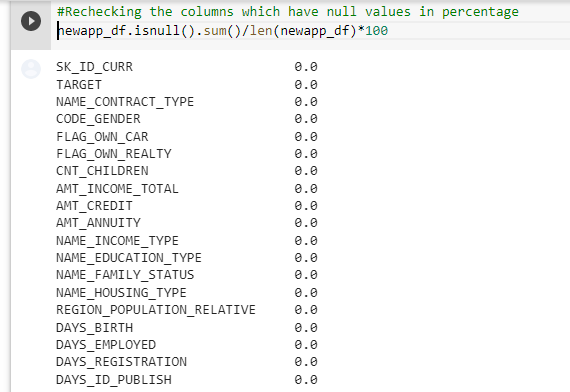 #Rechecking the columns which have null values in percentage
newapp_df.isnull().sum()/len(newapp_df)*100
SK_ID_CURR 0.0
TARGET 0.0
NAME_CONTRACT_TYPE 0.0
CODE_GENDER 0.0
FLAG_OWN_CAR 0.0
FLAG_OWN_REALTY 0.0
CNT_CHILDREN 0.0
AMT_INCOME_TOTAL 0.0
AMT_CREDIT 0.0
AMT_ANNUITY 0.0
NAME_INCOME_TYPE 0.0
NAME_EDUCATION_TYPE 0.0
NAME_FAMILY_STATUS 0.0
NAME_HOUSING_TYPE 0.0
REGION_POPULATION_RELATIVE 0.0
DAYS_BIRTH 0.0
DAYS_EMPLOYED 0.0
DAYS_REGISTRATION 0.0
DAYS_ID_PUBLISH 0.0